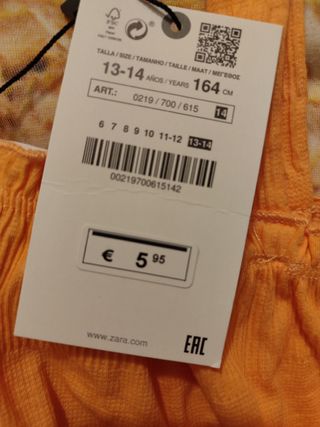 FSC
TALLA / SIZE / TAMANHO / TAILLE / MAAT / ΜΕΓΕΘΟΣ
13-14 AÑOS / YEARS 164 CM
ART.: 0219 / 700 / 615 14
6 7 8 9 10 11-12 13-14
00219700615142
€ 5 95
www.zara.com
EAC